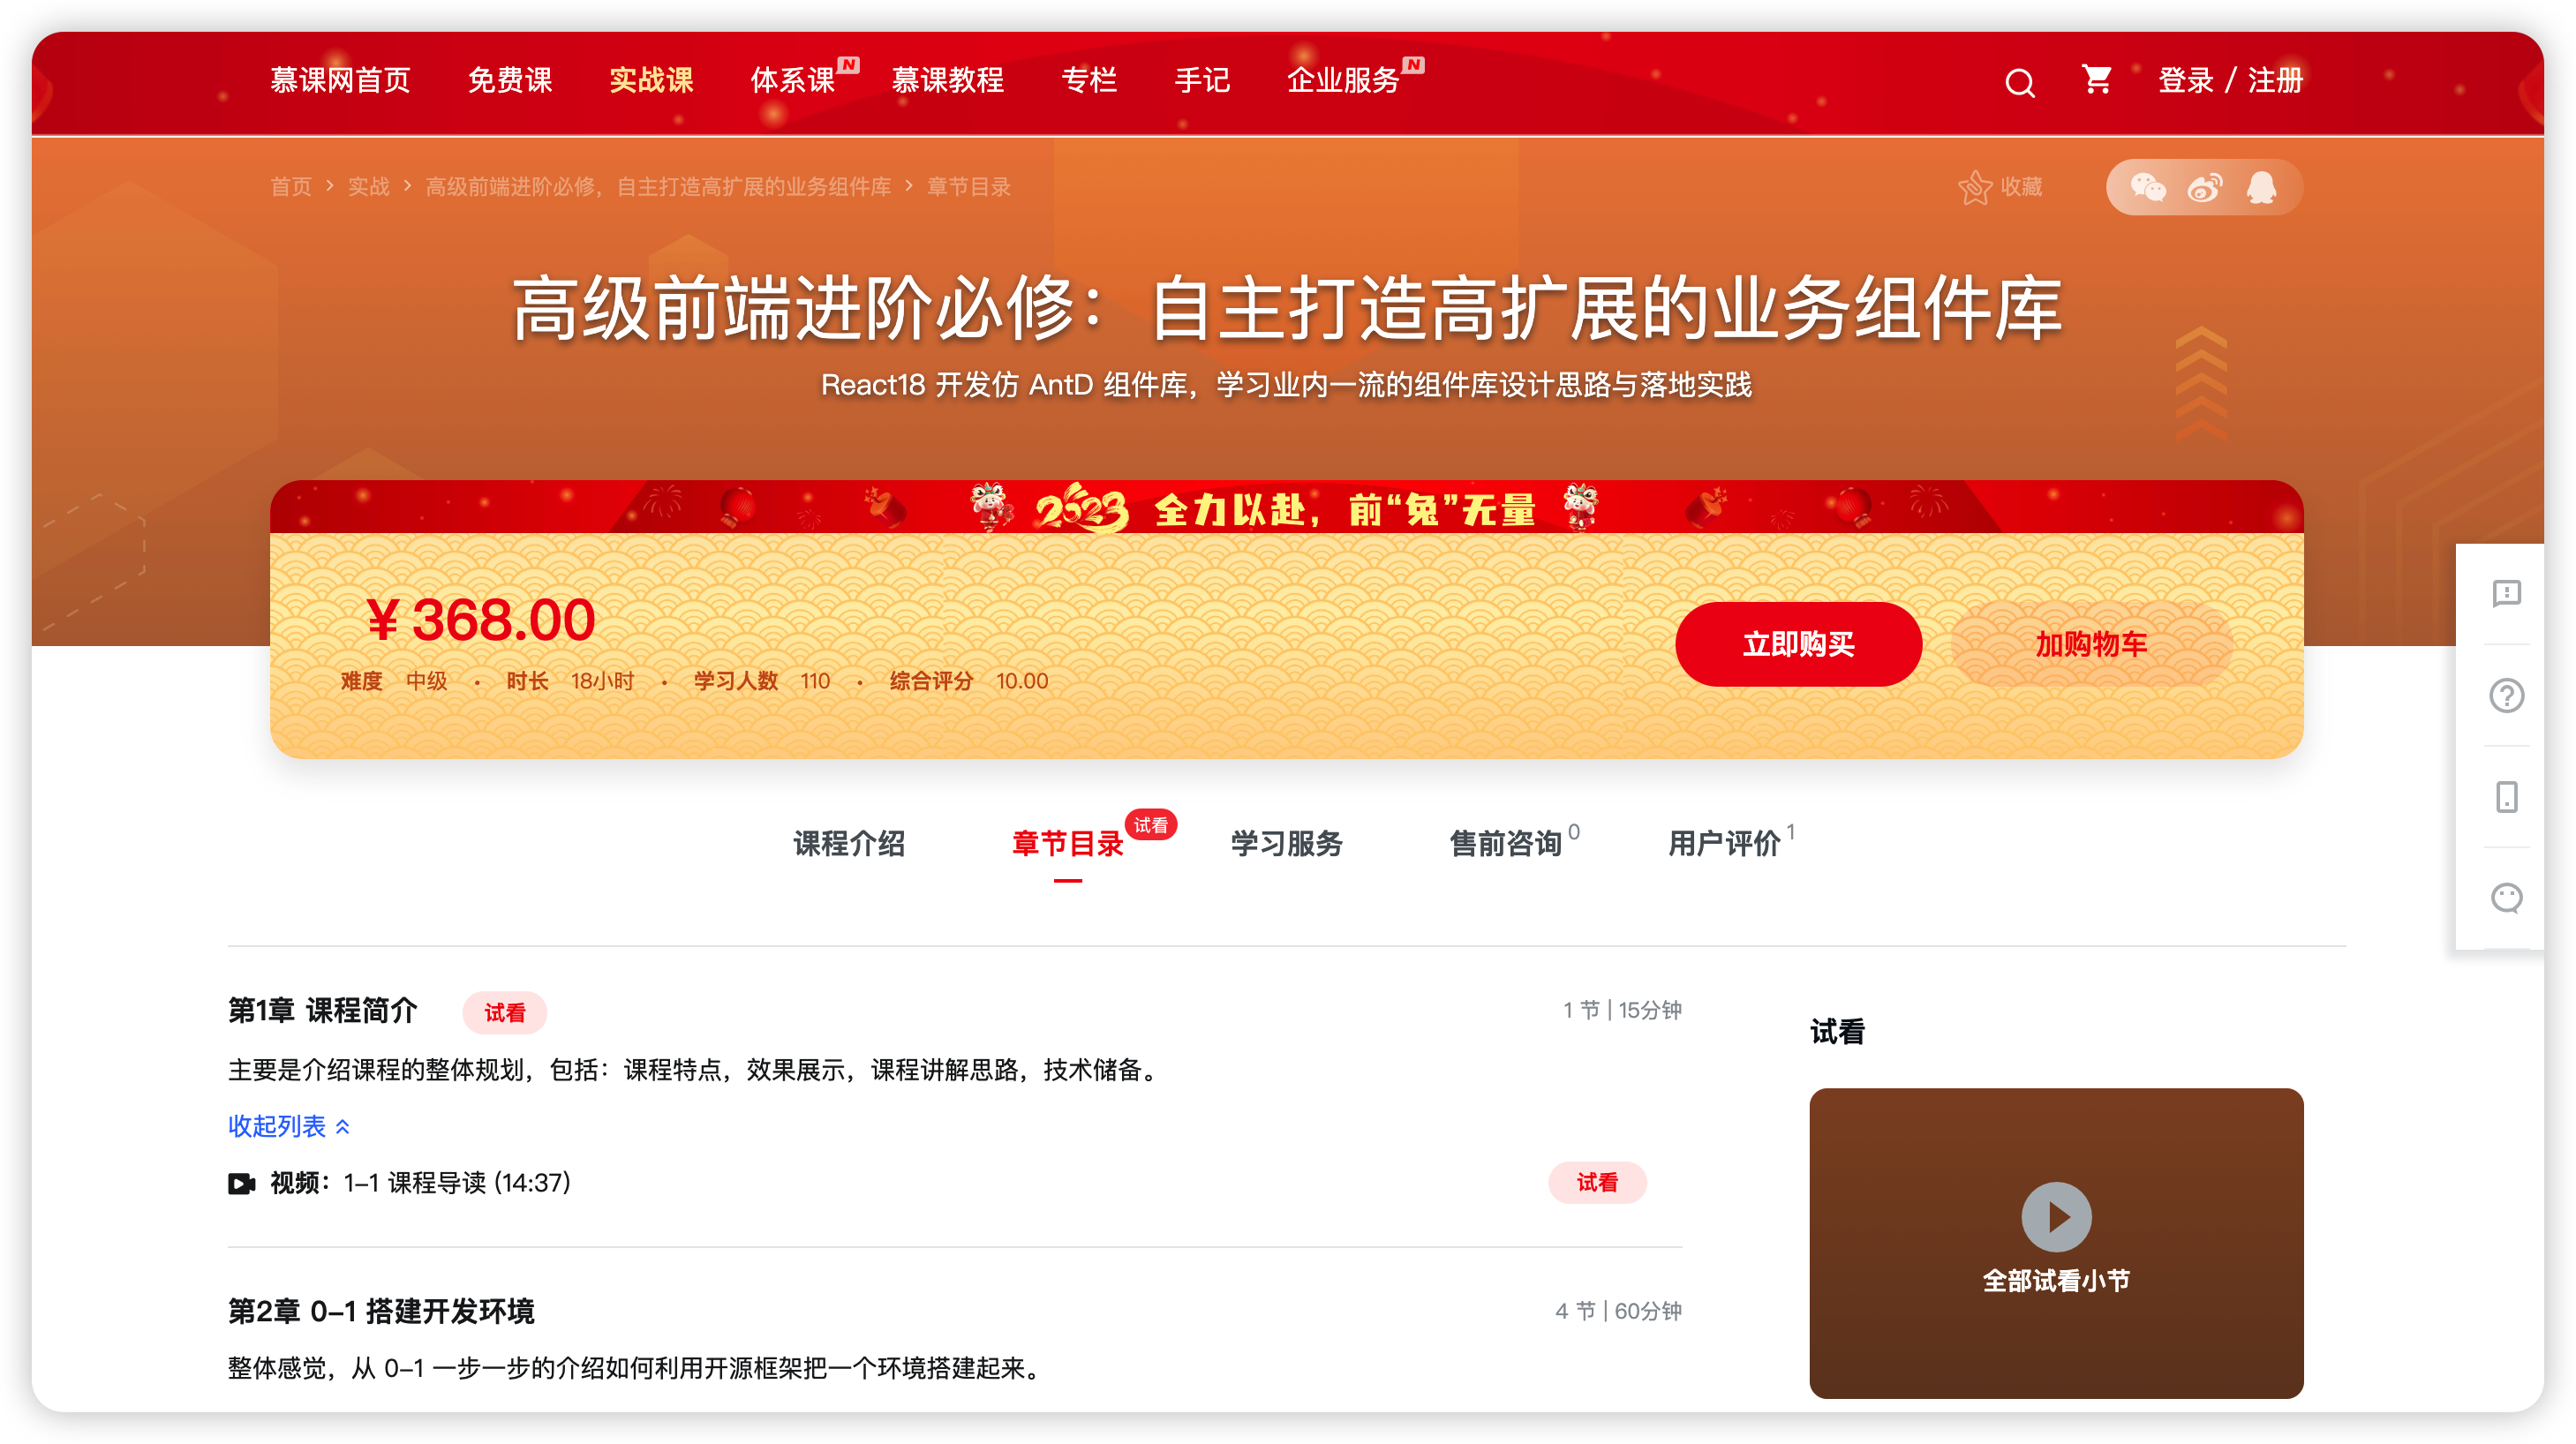 慕课网首页 免费课 实战课 体系课 N 慕课教程 专栏 手记 企业服务 N 登录 / 注册
首页 > 实战 > 高级前端进阶必修，自主打造高扩展的业务组件库 > 章节目录 收藏
高级前端进阶必修：自主打造高扩展的业务组件库
React18 开发仿 AntD 组件库，学习业内一流的组件库设计思路与落地实践
2023 全力以赴，前“兔”无量
￥368.00
立即购买 加购物车
难度 中级 · 时长 18小时 · 学习人数 110 · 综合评分 10.00
课程介绍 章节目录 试看 学习服务 售前咨询 0 用户评价 1
第1章 课程简介 试看 1 节 | 15分钟
试看
主要是介绍课程的整体规划，包括：课程特点，效果展示，课程讲解思路，技术储备。
收起列表
视频：1-1 课程导读 (14:37) 试看
全部试看小节
第2章 0-1 搭建开发环境 4 节 | 60分钟
整体感觉，从 0-1 一步一步的介绍如何利用开源框架把一个环境搭建起来。